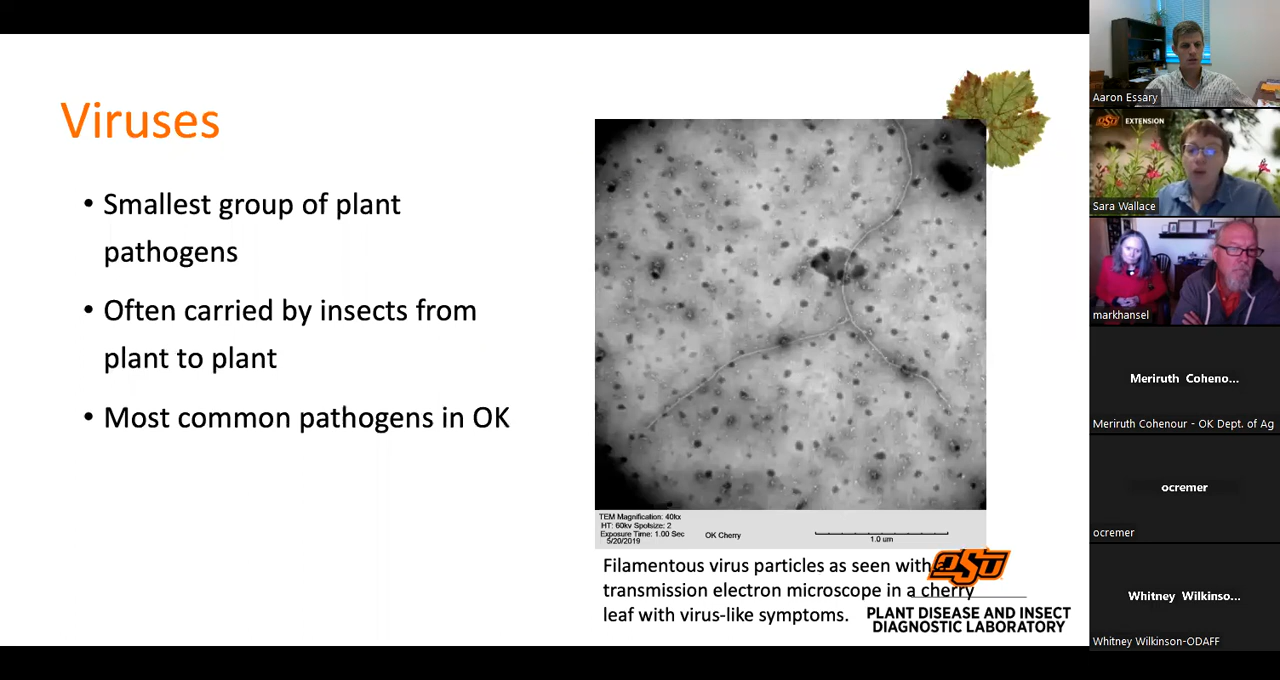 Viruses
• Smallest group of plant
pathogens
• Often carried by insects from
plant to plant
• Most common pathogens in OK
TEM Magnification: 40kx
HT: 60kv Spotsize: 2
Exposure Time: 1.00 Sec
5/20/2019
OK Cherry
1.0 um
Filamentous virus particles as seen with a
transmission electron microscope in a cherry
leaf with virus-like symptoms.
OSU
PLANT DISEASE AND INSECT
DIAGNOSTIC LABORATORY
Aaron Essary
OSU EXTENSION
Sara Wallace
markhansel
Meriruth Coheno...
Meriruth Cohenour - OK Dept. of Ag
ocremer
ocremer
Whitney Wilkinso...
Whitney Wilkinson-ODAFF